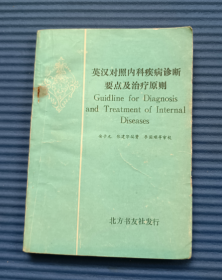 英汉对照内科疾病诊断
要点及治疗原则
Guidline for Diagnosis
and Treatment of Internal
Diseases
北方书友社发行